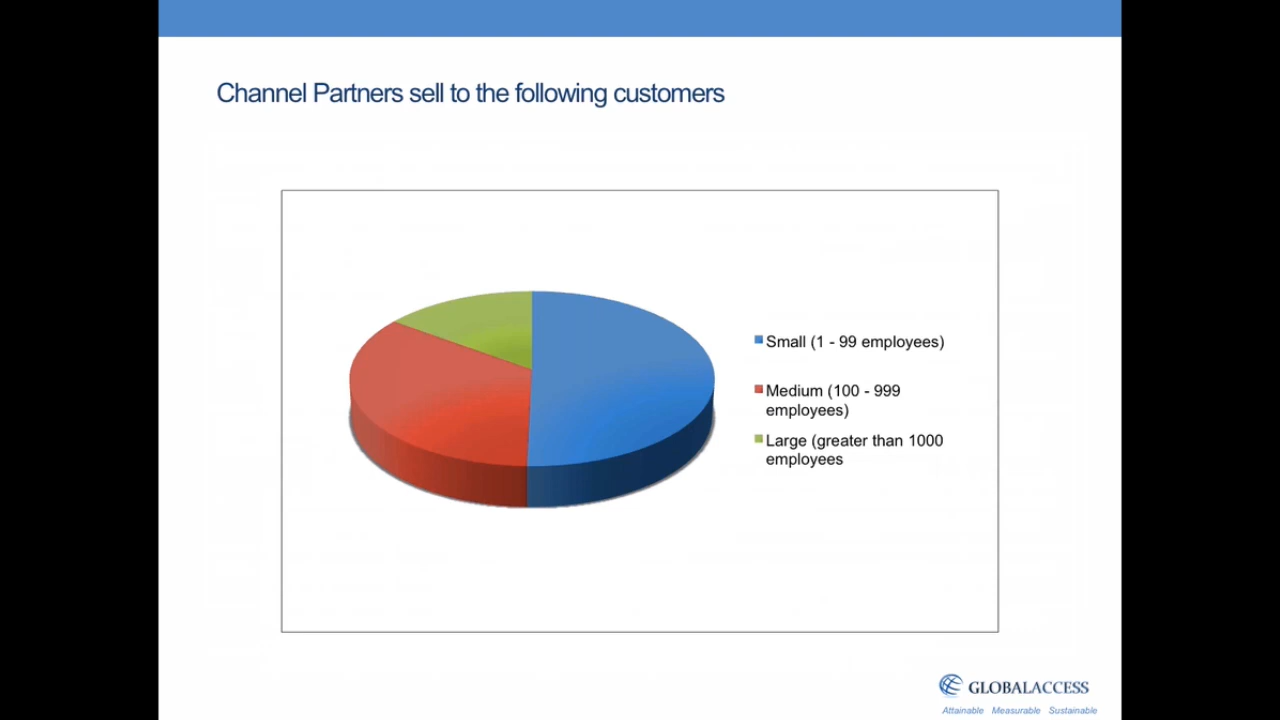 Channel Partners sell to the following customers
Small (1 - 99 employees)
Medium (100 - 999
employees)
Large (greater than 1000
employees
GLOBALACCESS
Attainable Measurable Sustainable